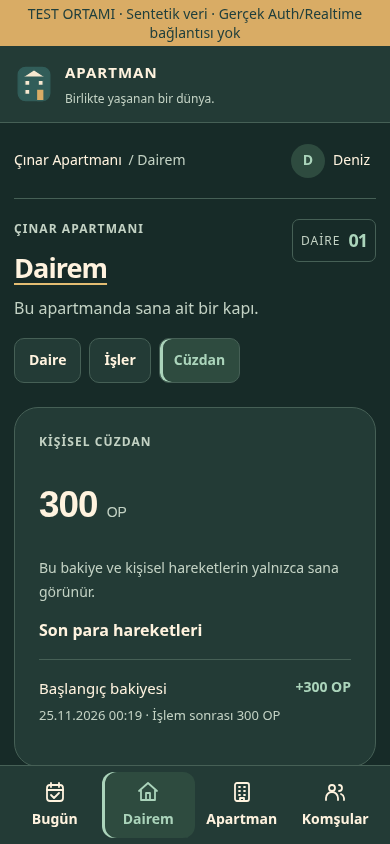 TEST ORTAMI · Sentetik veri · Gerçek Auth/Realtime
bağlantısı yok
APARTMAN
Birlikte yaşanan bir dünya.
Çınar Apartmanı / Dairem
D Deniz
ÇINAR APARTMANI
DAİRE 01
Dairem
Bu apartmanda sana ait bir kapı.
Daire İşler Cüzdan
KİŞİSEL CÜZDAN
300 OP
Bu bakiye ve kişisel hareketlerin yalnızca sana
görünür.
Son para hareketleri
Başlangıç bakiyesi +300 OP
25.11.2026 00:19 · İşlem sonrası 300 OP
Bugün Dairem Apartman Komşular